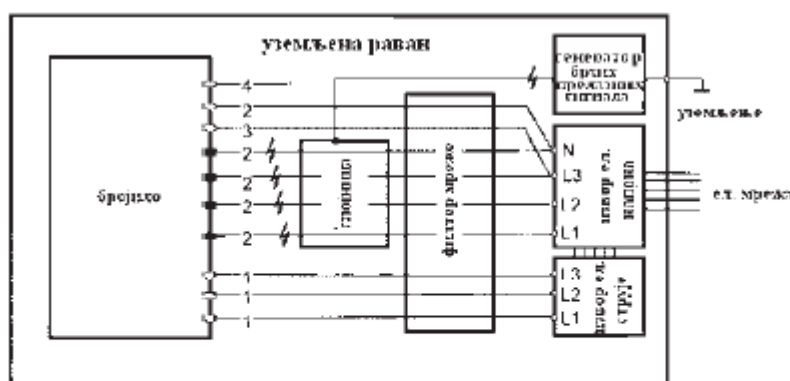 уземљена раван
генератор
брзих
прелазних
сигнала
уземљење
4
2
3
2
2
2
2
1
1
1
бројило
спојница
филтер мреже
N
L3
L2
L1
извор ел.
напона
ел. мрежа
L3
L2
L1
извор ел.
струје